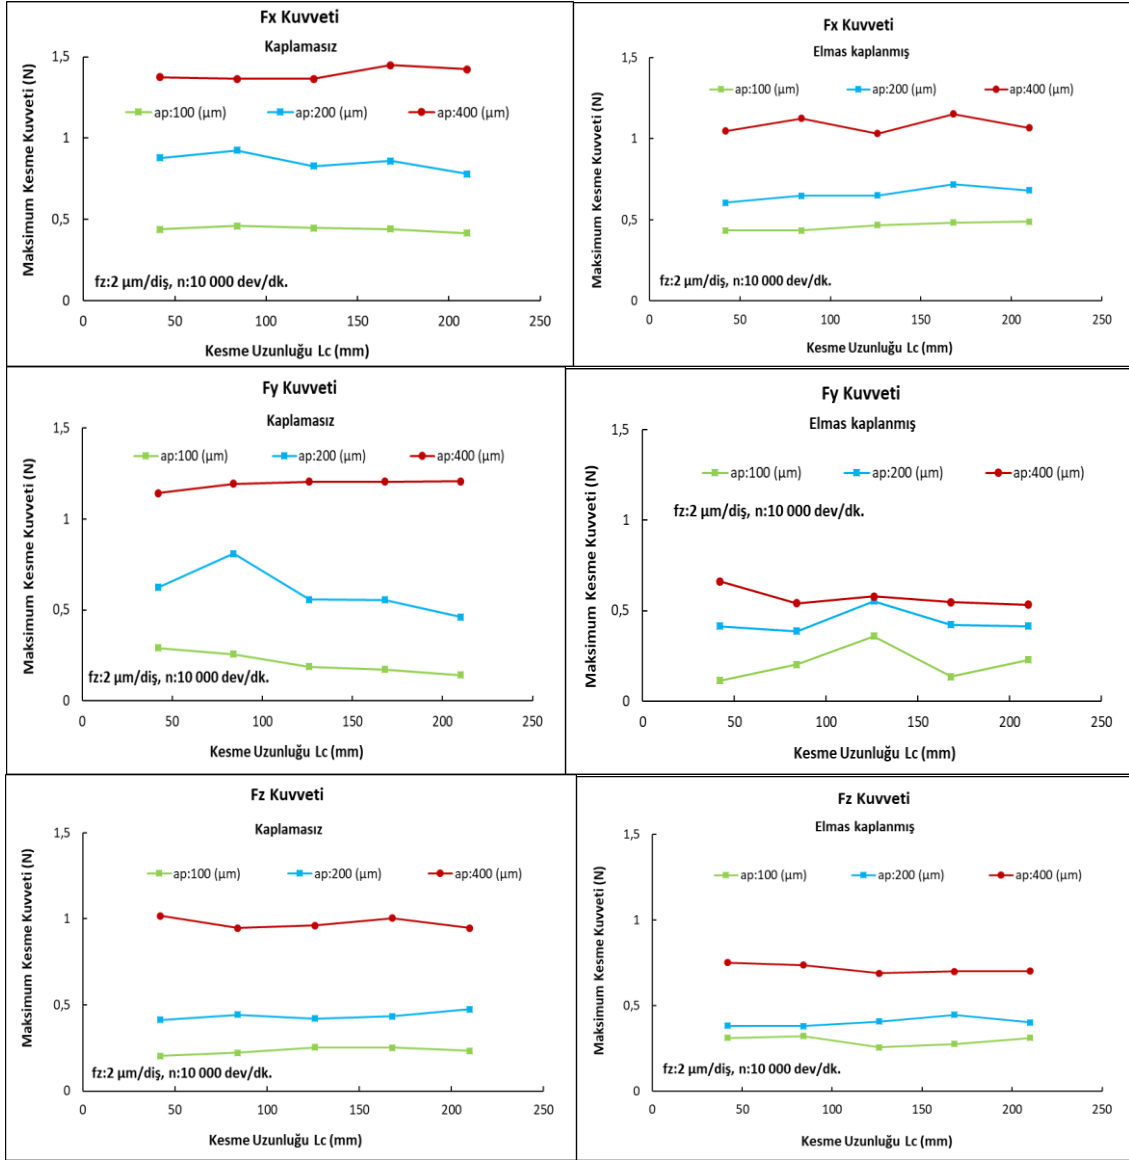 Fx Kuvveti
Kaplamasız
Maksimum Kesme Kuvveti (N)
1,5
1
0,5
0
ap:100 (µm) ap:200 (µm) ap:400 (µm)
fz:2 µm/diş, n:10 000 dev/dk.
0 50 100 150 200 250
Kesme Uzunluğu Lc (mm)
Fx Kuvveti
Elmas kaplanmış
Maksimum Kesme Kuvveti (N)
1,5
1
0,5
0
ap:100 (µm) ap:200 (µm) ap:400 (µm)
fz:2 µm/diş, n:10 000 dev/dk.
0 50 100 150 200 250
Kesme Uzunluğu Lc (mm)
Fy Kuvveti
Kaplamasız
Maksimum Kesme Kuvveti (N)
1,5
1
0,5
0
ap:100 (µm) ap:200 (µm) ap:400 (µm)
fz:2 µm/diş, n:10 000 dev/dk.
0 50 100 150 200 250
Kesme Uzunluğu Lc (mm)
Fy Kuvveti
Elmas kaplanmış
Maksimum Kesme Kuvveti (N)
1,5
1
0,5
0
ap:100 (µm) ap:200 (µm) ap:400 (µm)
fz:2 µm/diş, n:10 000 dev/dk.
0 50 100 150 200 250
Kesme Uzunluğu Lc (mm)
Fz Kuvveti
Kaplamasız
Maksimum Kesme Kuvveti (N)
1,5
1
0,5
0
ap:100 (µm) ap:200 (µm) ap:400 (µm)
fz:2 µm/diş, n:10 000 dev/dk.
0 50 100 150 200 250
Kesme Uzunluğu Lc (mm)
Fz Kuvveti
Elmas kaplanmış
Maksimum Kesme Kuvveti (N)
1,5
1
0,5
0
ap:100 (µm) ap:200 (µm) ap:400 (µm)
fz:2 µm/diş, n:10 000 dev/dk.
0 50 100 150 200 250
Kesme Uzunluğu Lc (mm)